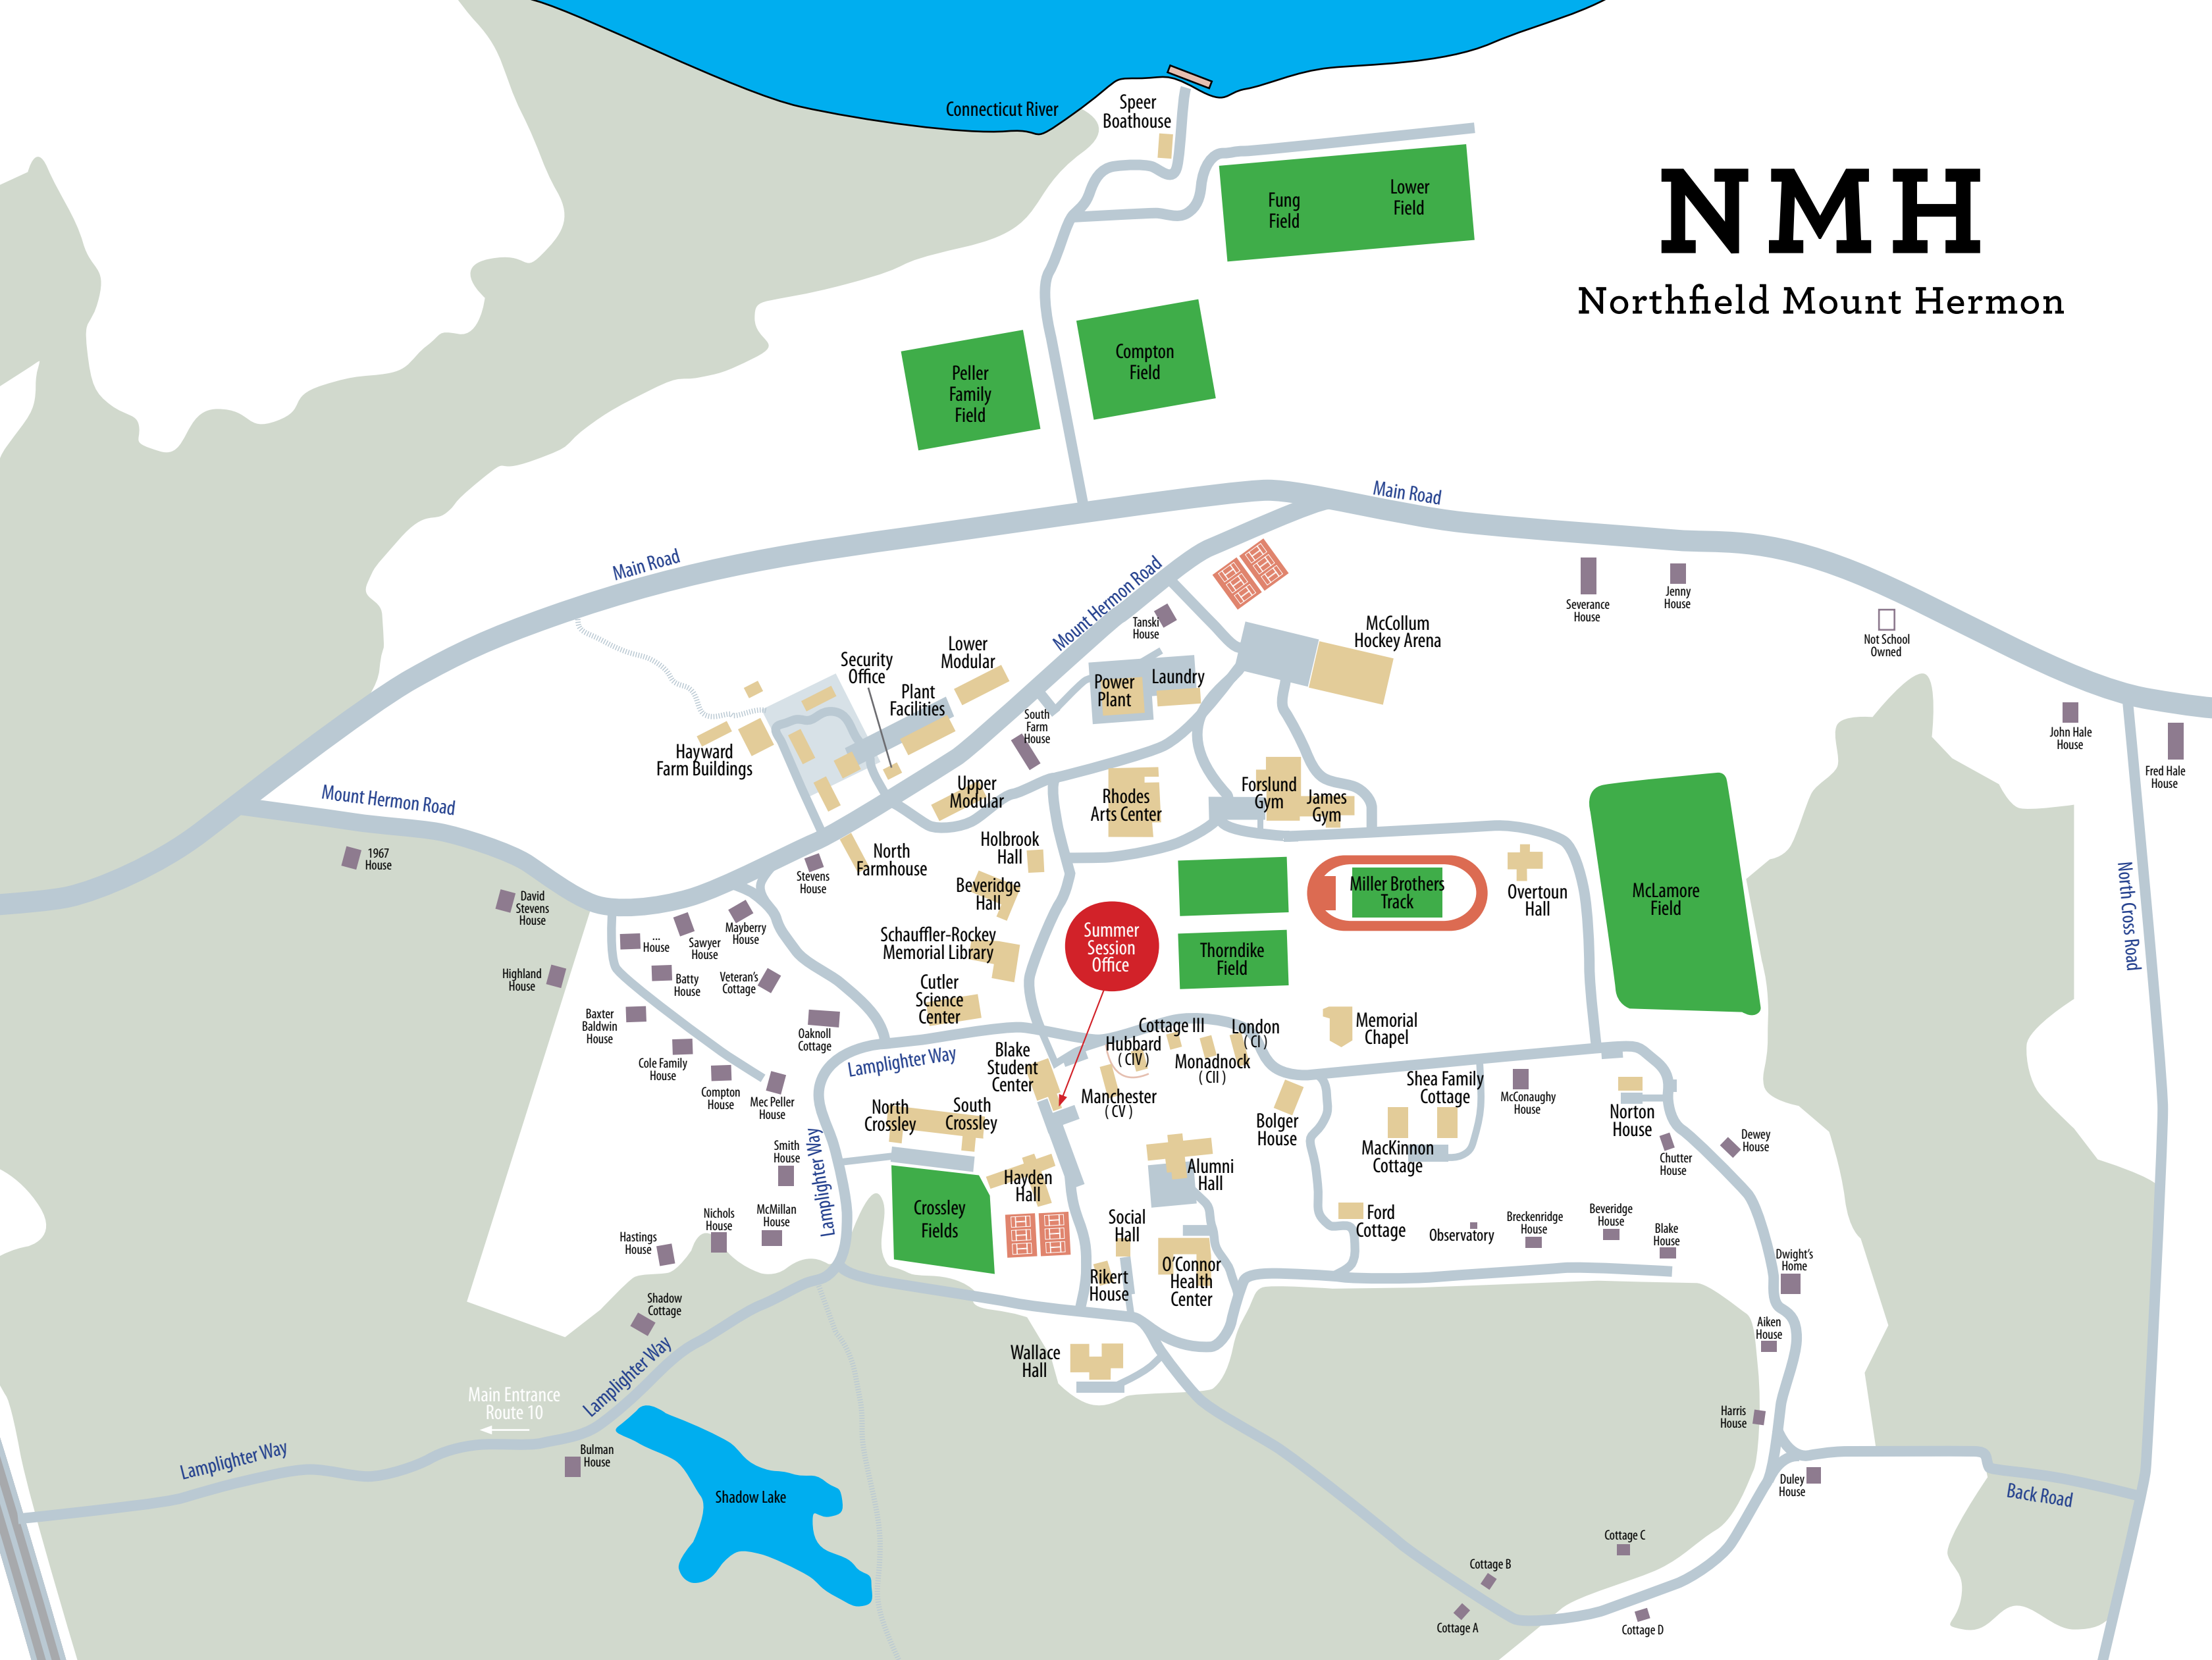 Connecticut River
Speer
Boathouse
Fung
Field
Lower
Field
NMH
Northfield Mount Hermon
Peller
Family
Field
Compton
Field
Main Road
Main Road
Mount Hermon Road
Severance
House
Jenny
House
Not School
Owned
Tanski
House
McCollum
Hockey Arena
Lower
Modular
Security
Office
Plant
Facilities
Power
Plant
Laundry
South
Farm
House
John Hale
House
Fred Hale
House
Hayward
Farm Buildings
Mount Hermon Road
Upper
Modular
Rhodes
Arts Center
Forslund
Gym
James
Gym
1967
House
Stevens
House
North
Farmhouse
Holbrook
Hall
Beveridge
Hall
Miller Brothers
Track
Overtoun
Hall
McLamore
Field
North Cross Road
David
Stevens
House
...
House
Sawyer
House
Mayberry
House
Schauffler-Rockey
Memorial Library
Summer
Session
Office
Thorndike
Field
Highland
House
Batty
House
Veteran's
Cottage
Cutler
Science
Center
Baxter
Baldwin
House
Oaknoll
Cottage
Cottage III
London
( CI )
Memorial
Chapel
Hubbard
( CIV )
Monadnock
( CII )
Cole Family
House
Lamplighter Way
Blake
Student
Center
Compton
House
Mec Peller
House
North
Crossley
South
Crossley
Manchester
( CV )
Bolger
House
Shea Family
Cottage
McConaughy
House
Norton
House
MacKinnon
Cottage
Chutter
House
Dewey
House
Smith
House
Lamplighter Way
Hayden
Hall
Alumni
Hall
Crossley
Fields
Nichols
House
McMillan
House
Hastings
House
Social
Hall
Ford
Cottage
Observatory
Breckenridge
House
Beveridge
House
Blake
House
Dwight's
Home
Rikert
House
O'Connor
Health
Center
Shadow
Cottage
Aiken
House
Wallace
Hall
Lamplighter Way
Main Entrance
Route 10
Harris
House
Lamplighter Way
Bulman
House
Shadow Lake
Duley
House
Back Road
Cottage C
Cottage B
Cottage A
Cottage D